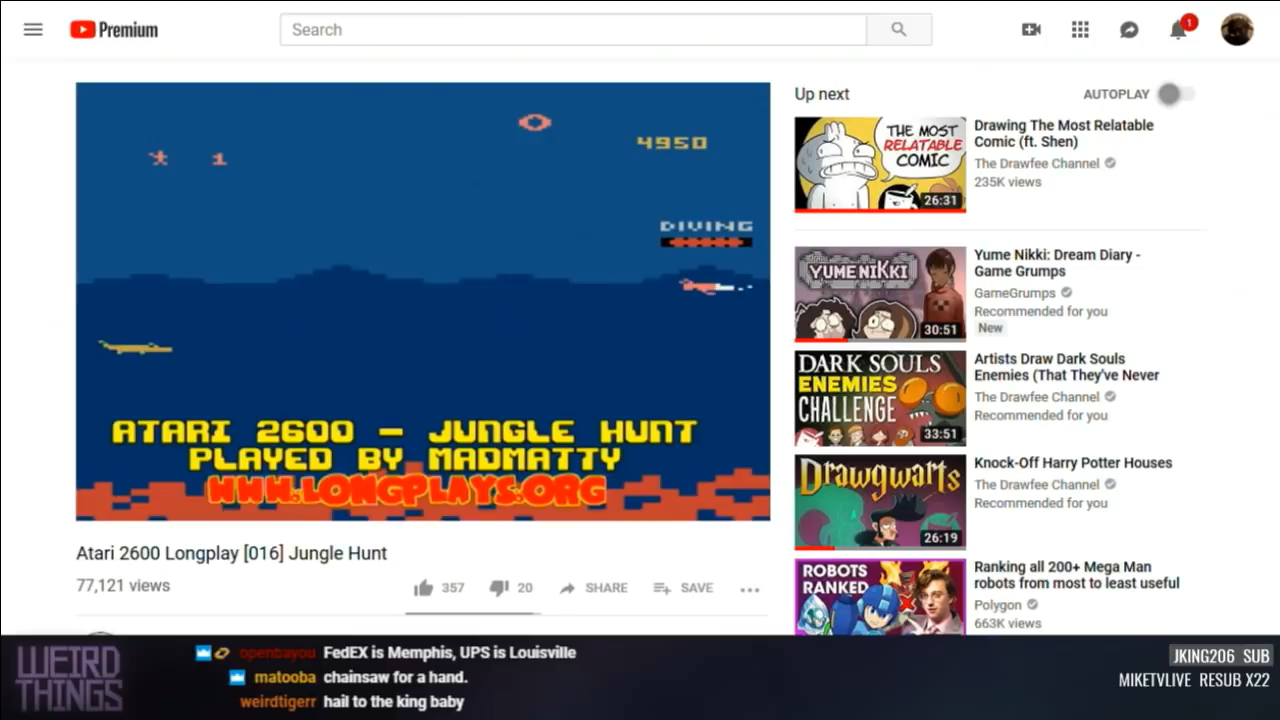 Premium
Search
1
1
4950
DIVING
ATARI 2600 - JUNGLE HUNT
PLAYED BY MADMATTY
WWW.LONGPLAYS.ORG
Atari 2600 Longplay [016] Jungle Hunt
77,121 views
357
20
SHARE
SAVE
Up next
AUTOPLAY
THE MOST
RELATABLE
COMIC
26:31
Drawing The Most Relatable
Comic (ft. Shen)
The Drawfee Channel
235K views
YUME NIKKI
30:51
Yume Nikki: Dream Diary -
Game Grumps
GameGrumps
Recommended for you
New
DARK SOULS
ENEMIES
CHALLENGE
33:51
Artists Draw Dark Souls
Enemies (That They've Never
The Drawfee Channel
Recommended for you
Drawgwarts
26:19
Knock-Off Harry Potter Houses
The Drawfee Channel
Recommended for you
ROBOTS
RANKED
Ranking all 200+ Mega Man
robots from most to least useful
Polygon
663K views
WEIRD
THINGS
openbayou FedEX is Memphis, UPS is Louisville
matooba chainsaw for a hand.
weirdtigerr hail to the king baby
JKING206 SUB
MIKETVLIVE RESUB X22